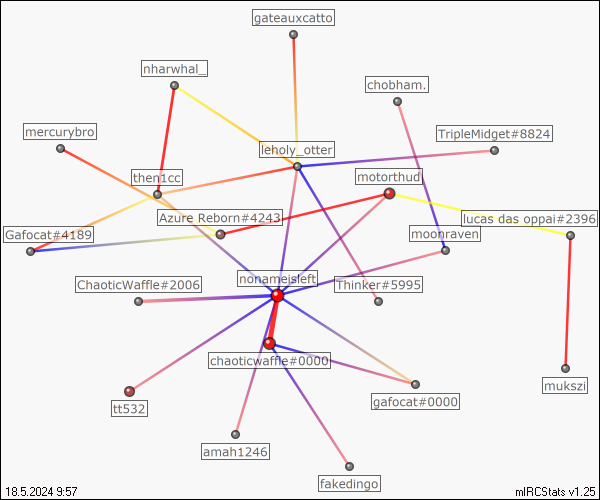 gateauxcatto
nharwhal_
chobham.
mercurybro
TripleMidget#8824
leholy_otter
then1cc
motorthud
Azure Reborn#4243
lucas das oppai#2396
Gafocat#4189
moonraven
nonameisleft
ChaoticWaffle#2006
Thinker#5995
chaoticwaffle#0000
mukszi
gafocat#0000
tt532
amah1246
fakedingo
18.5.2024 9:57
mIRCStats v1.25